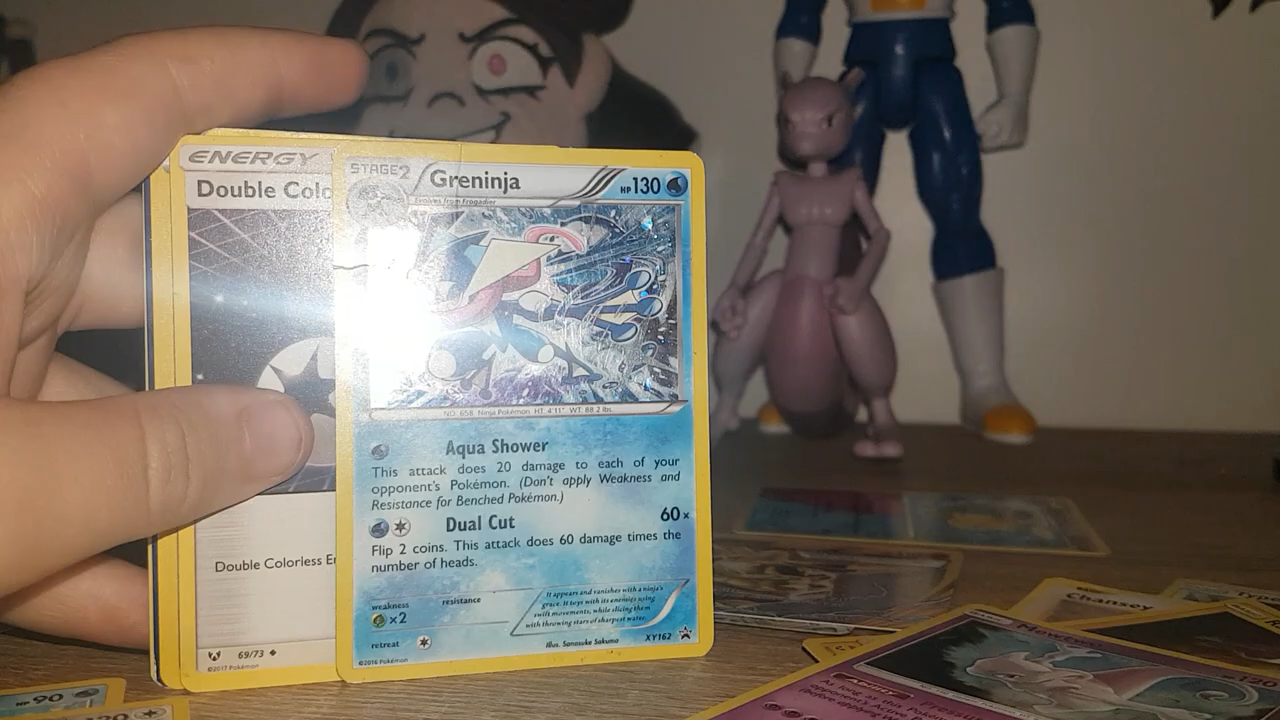 ENERGY
Double Colo
Double Colorless En
69/73
©2017 Pokémon
STAGE2
Greninja
HP130
Evolves from Frogadier
NO. 658 Ninja Pokémon HT: 4'11" WT: 88.2 lbs.
Aqua Shower
This attack does 20 damage to each of your
opponent's Pokémon. (Don't apply Weakness and
Resistance for Benched Pokémon.)
Dual Cut 60x
Flip 2 coins. This attack does 60 damage times the
number of heads.
weakness
resistance
×2
retreat
It appears and vanishes with a ninja's
grace. It toys with its enemies using
swift movements, while slicing them
with throwing stars of sharpest water.
Illus. Sanosuke Sakuma
XY162
©2016 Pokémon
HP 90
Chansey